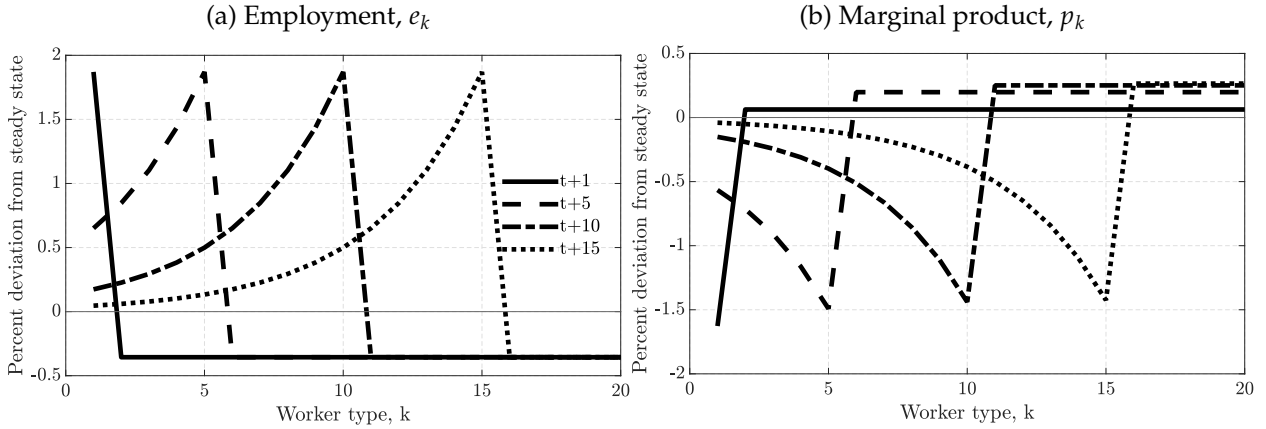 (a) Employment, e_k
Percent deviation from steady state
2
1.5
1
0.5
0
-0.5
0 5 10 15 20
Worker type, k
t+1
t+5
t+10
t+15
(b) Marginal product, p_k
Percent deviation from steady state
0.5
0
-0.5
-1
-1.5
-2
0 5 10 15 20
Worker type, k